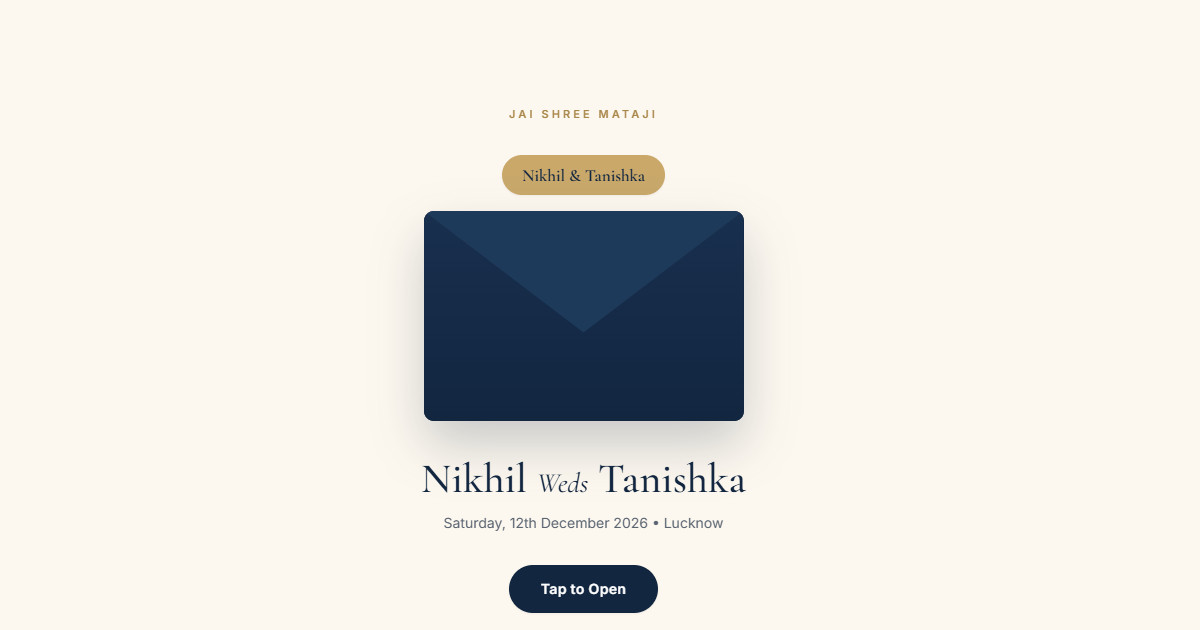 JAI SHREE MATAJI
Nikhil & Tanishka
Nikhil Weds Tanishka
Saturday, 12th December 2026 • Lucknow
Tap to Open